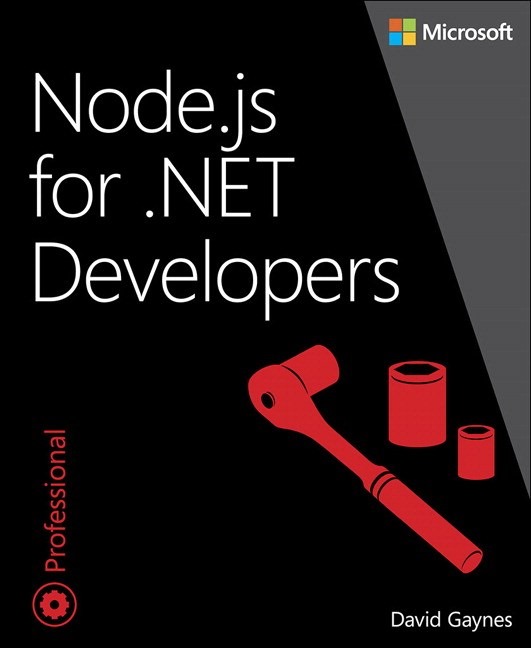 Microsoft
Node.js
for .NET
Developers
Professional
David Gaynes